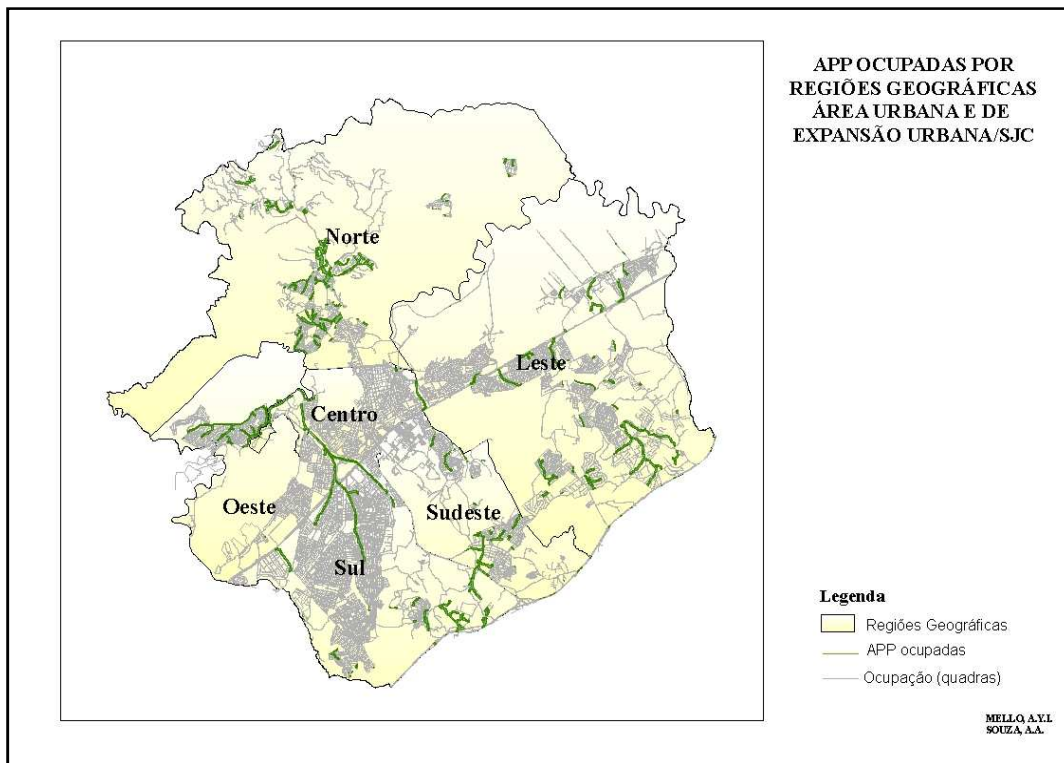 APP OCUPADAS POR
REGIÕES GEOGRÁFICAS
ÁREA URBANA E DE
EXPANSÃO URBANA/SJC
Norte
Leste
Centro
Oeste
Sudeste
Sul
Legenda
Regiões Geográficas
APP ocupadas
Ocupação (quadras)
MELLO, A.Y.I.
SOUZA, A.A.